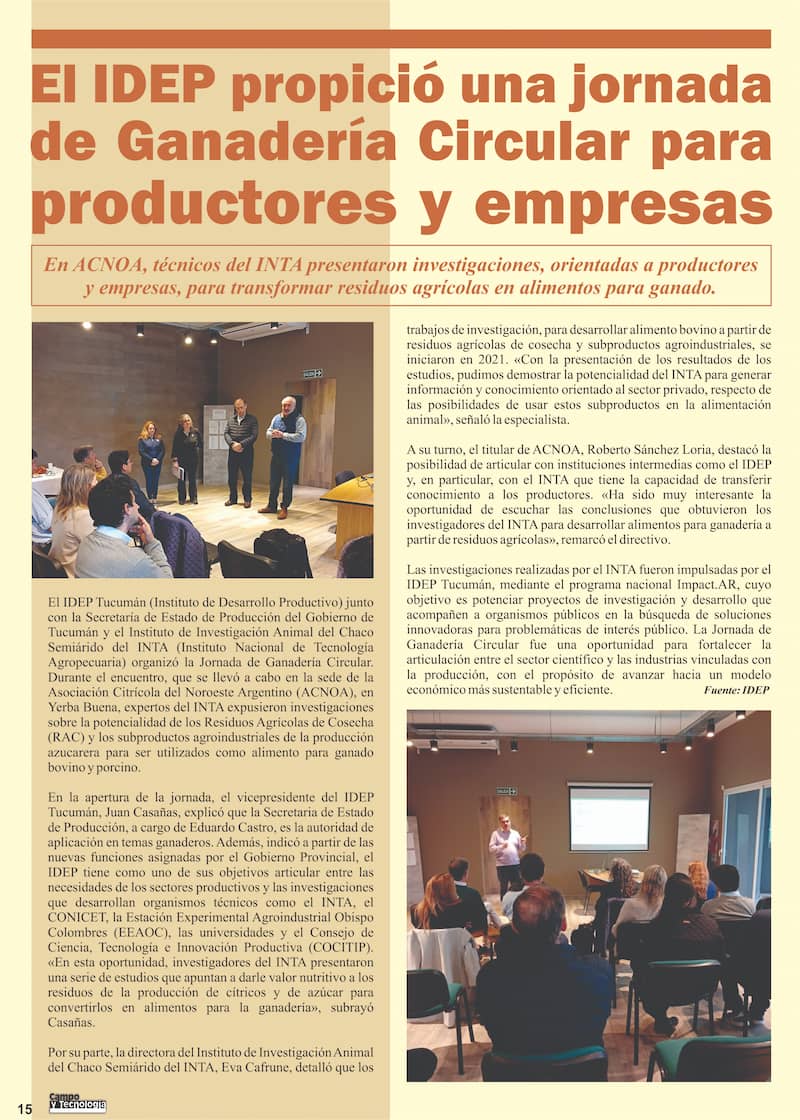 El IDEP propició una jornada
de Ganadería Circular para
productores y empresas
En ACNOA, técnicos del INTA presentaron investigaciones, orientadas a productores
y empresas, para transformar residuos agrícolas en alimentos para ganado.
SALIDA
El IDEP Tucumán (Instituto de Desarrollo Productivo) junto
con la Secretaría de Estado de Producción del Gobierno de
Tucumán y el Instituto de Investigación Animal del Chaco
Semiárido del INTA (Instituto Nacional de Tecnología
Agropecuaria) organizó la Jornada de Ganadería Circular.
Durante el encuentro, que se llevó a cabo en la sede de la
Asociación Citrícola del Noroeste Argentino (ACNOA), en
Yerba Buena, expertos del INTA expusieron investigaciones
sobre la potencialidad de los Residuos Agrícolas de Cosecha
(RAC) y los subproductos agroindustriales de la producción
azucarera para ser utilizados como alimento para ganado
bovino y porcino.
En la apertura de la jornada, el vicepresidente del IDEP
Tucumán, Juan Casañas, explicó que la Secretaria de Estado
de Producción, a cargo de Eduardo Castro, es la autoridad de
aplicación en temas ganaderos. Además, indicó a partir de las
nuevas funciones asignadas por el Gobierno Provincial, el
IDEP tiene como uno de sus objetivos articular entre las
necesidades de los sectores productivos y las investigaciones
que desarrollan organismos técnicos como el INTA, el
CONICET, la Estación Experimental Agroindustrial Obispo
Colombres (EEAOC), las universidades y el Consejo de
Ciencia, Tecnología e Innovación Productiva (COCITIP).
«En esta oportunidad, investigadores del INTA presentaron
una serie de estudios que apuntan a darle valor nutritivo a los
residuos de la producción de cítricos y de azúcar para
convertirlos en alimentos para la ganadería», subrayó
Casañas.
Por su parte, la directora del Instituto de Investigación Animal
del Chaco Semiárido del INTA, Eva Cafrune, detalló que los
trabajos de investigación, para desarrollar alimento bovino a partir de
residuos agrícolas de cosecha y subproductos agroindustriales, se
iniciaron en 2021. «Con la presentación de los resultados de los
estudios, pudimos demostrar la potencialidad del INTA para generar
información y conocimiento orientado al sector privado, respecto de
las posibilidades de usar estos subproductos en la alimentación
animal», señaló la especialista.
A su turno, el titular de ACNOA, Roberto Sánchez Loria, destacó la
posibilidad de articular con instituciones intermedias como el IDEP
y, en particular, con el INTA que tiene la capacidad de transferir
conocimiento a los productores. «Ha sido muy interesante la
oportunidad de escuchar las conclusiones que obtuvieron los
investigadores del INTA para desarrollar alimentos para ganadería a
partir de residuos agrícolas», remarcó el directivo.
Las investigaciones realizadas por el INTA fueron impulsadas por el
IDEP Tucumán, mediante el programa nacional Impact.AR, cuyo
objetivo es potenciar proyectos de investigación y desarrollo que
acompañen a organismos públicos en la búsqueda de soluciones
innovadoras para problemáticas de interés público. La Jornada de
Ganadería Circular fue una oportunidad para fortalecer la
articulación entre el sector científico y las industrias vinculadas con
la producción, con el propósito de avanzar hacia un modelo
económico más sustentable y eficiente. Fuente: IDEP
SALIDA
15
Campo
y Tecnología